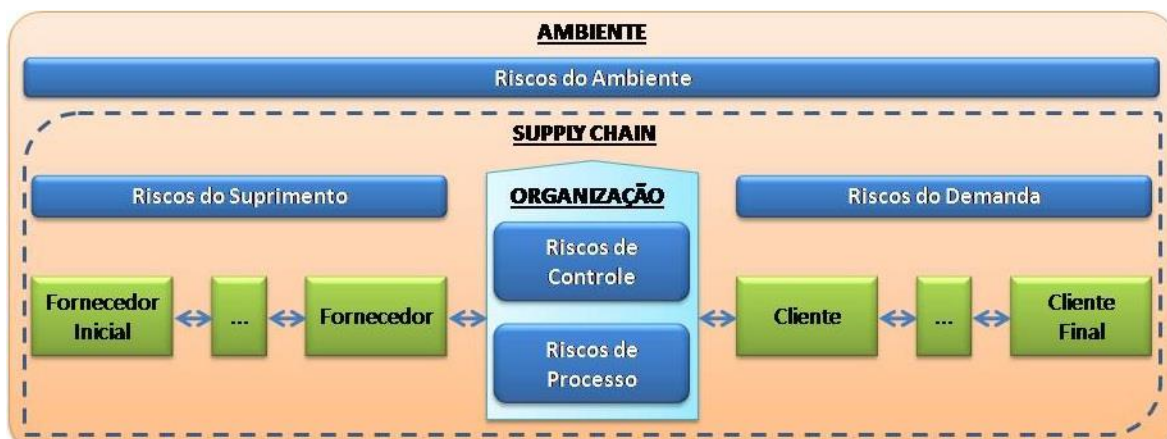 AMBIENTE
Riscos do Ambiente
SUPPLY CHAIN
Riscos do Suprimento
ORGANIZAÇÃO
Riscos do Demanda
Riscos de
Controle
Fornecedor
Inicial
...
Fornecedor
Cliente
...
Cliente
Final
Riscos de
Processo